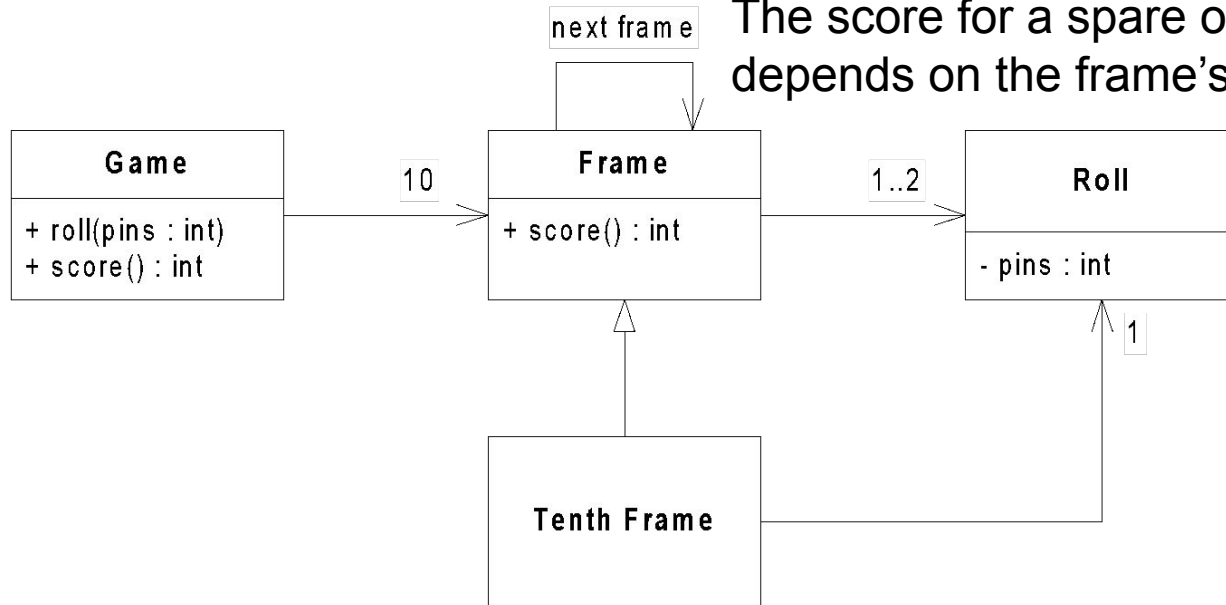 The score for a spare o
depends on the frame’s
next frame
Game
+ roll(pins : int)
+ score() : int
10
Frame
+ score() : int
1..2
Roll
- pins : int
1
Tenth Frame